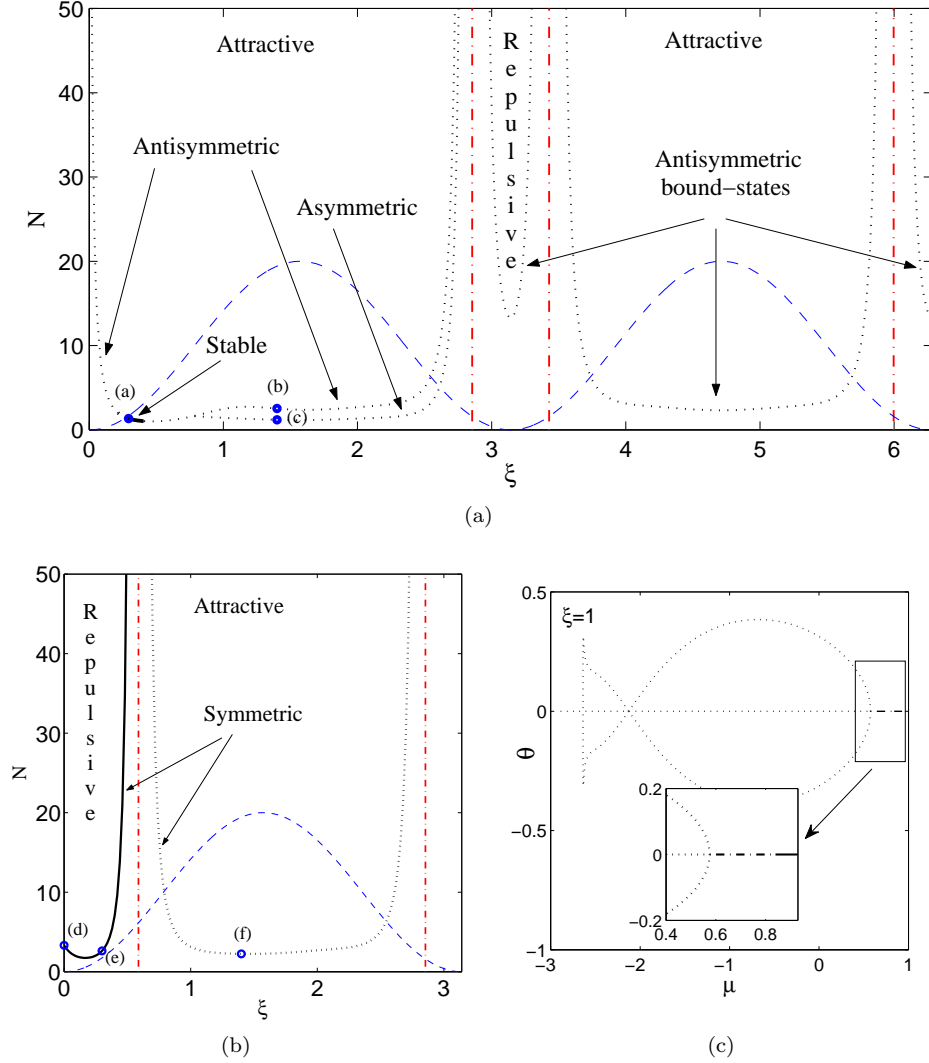 50
40
30
20
10
0
N
Attractive
Repulsive
Attractive
Antisymmetric
Asymmetric
Antisymmetric
bound-states
Stable
(a)
(b)
(c)
0
1
2
3
4
5
6
ξ
(a)
50
40
30
20
10
0
N
Repulsive
Attractive
Symmetric
(d)
(e)
(f)
0
1
2
3
ξ
(b)
0.5
0
−0.5
−1
θ
ξ=1
0.2
0
−0.2
0.4
0.6
0.8
−3
−2
−1
0
1
μ
(c)